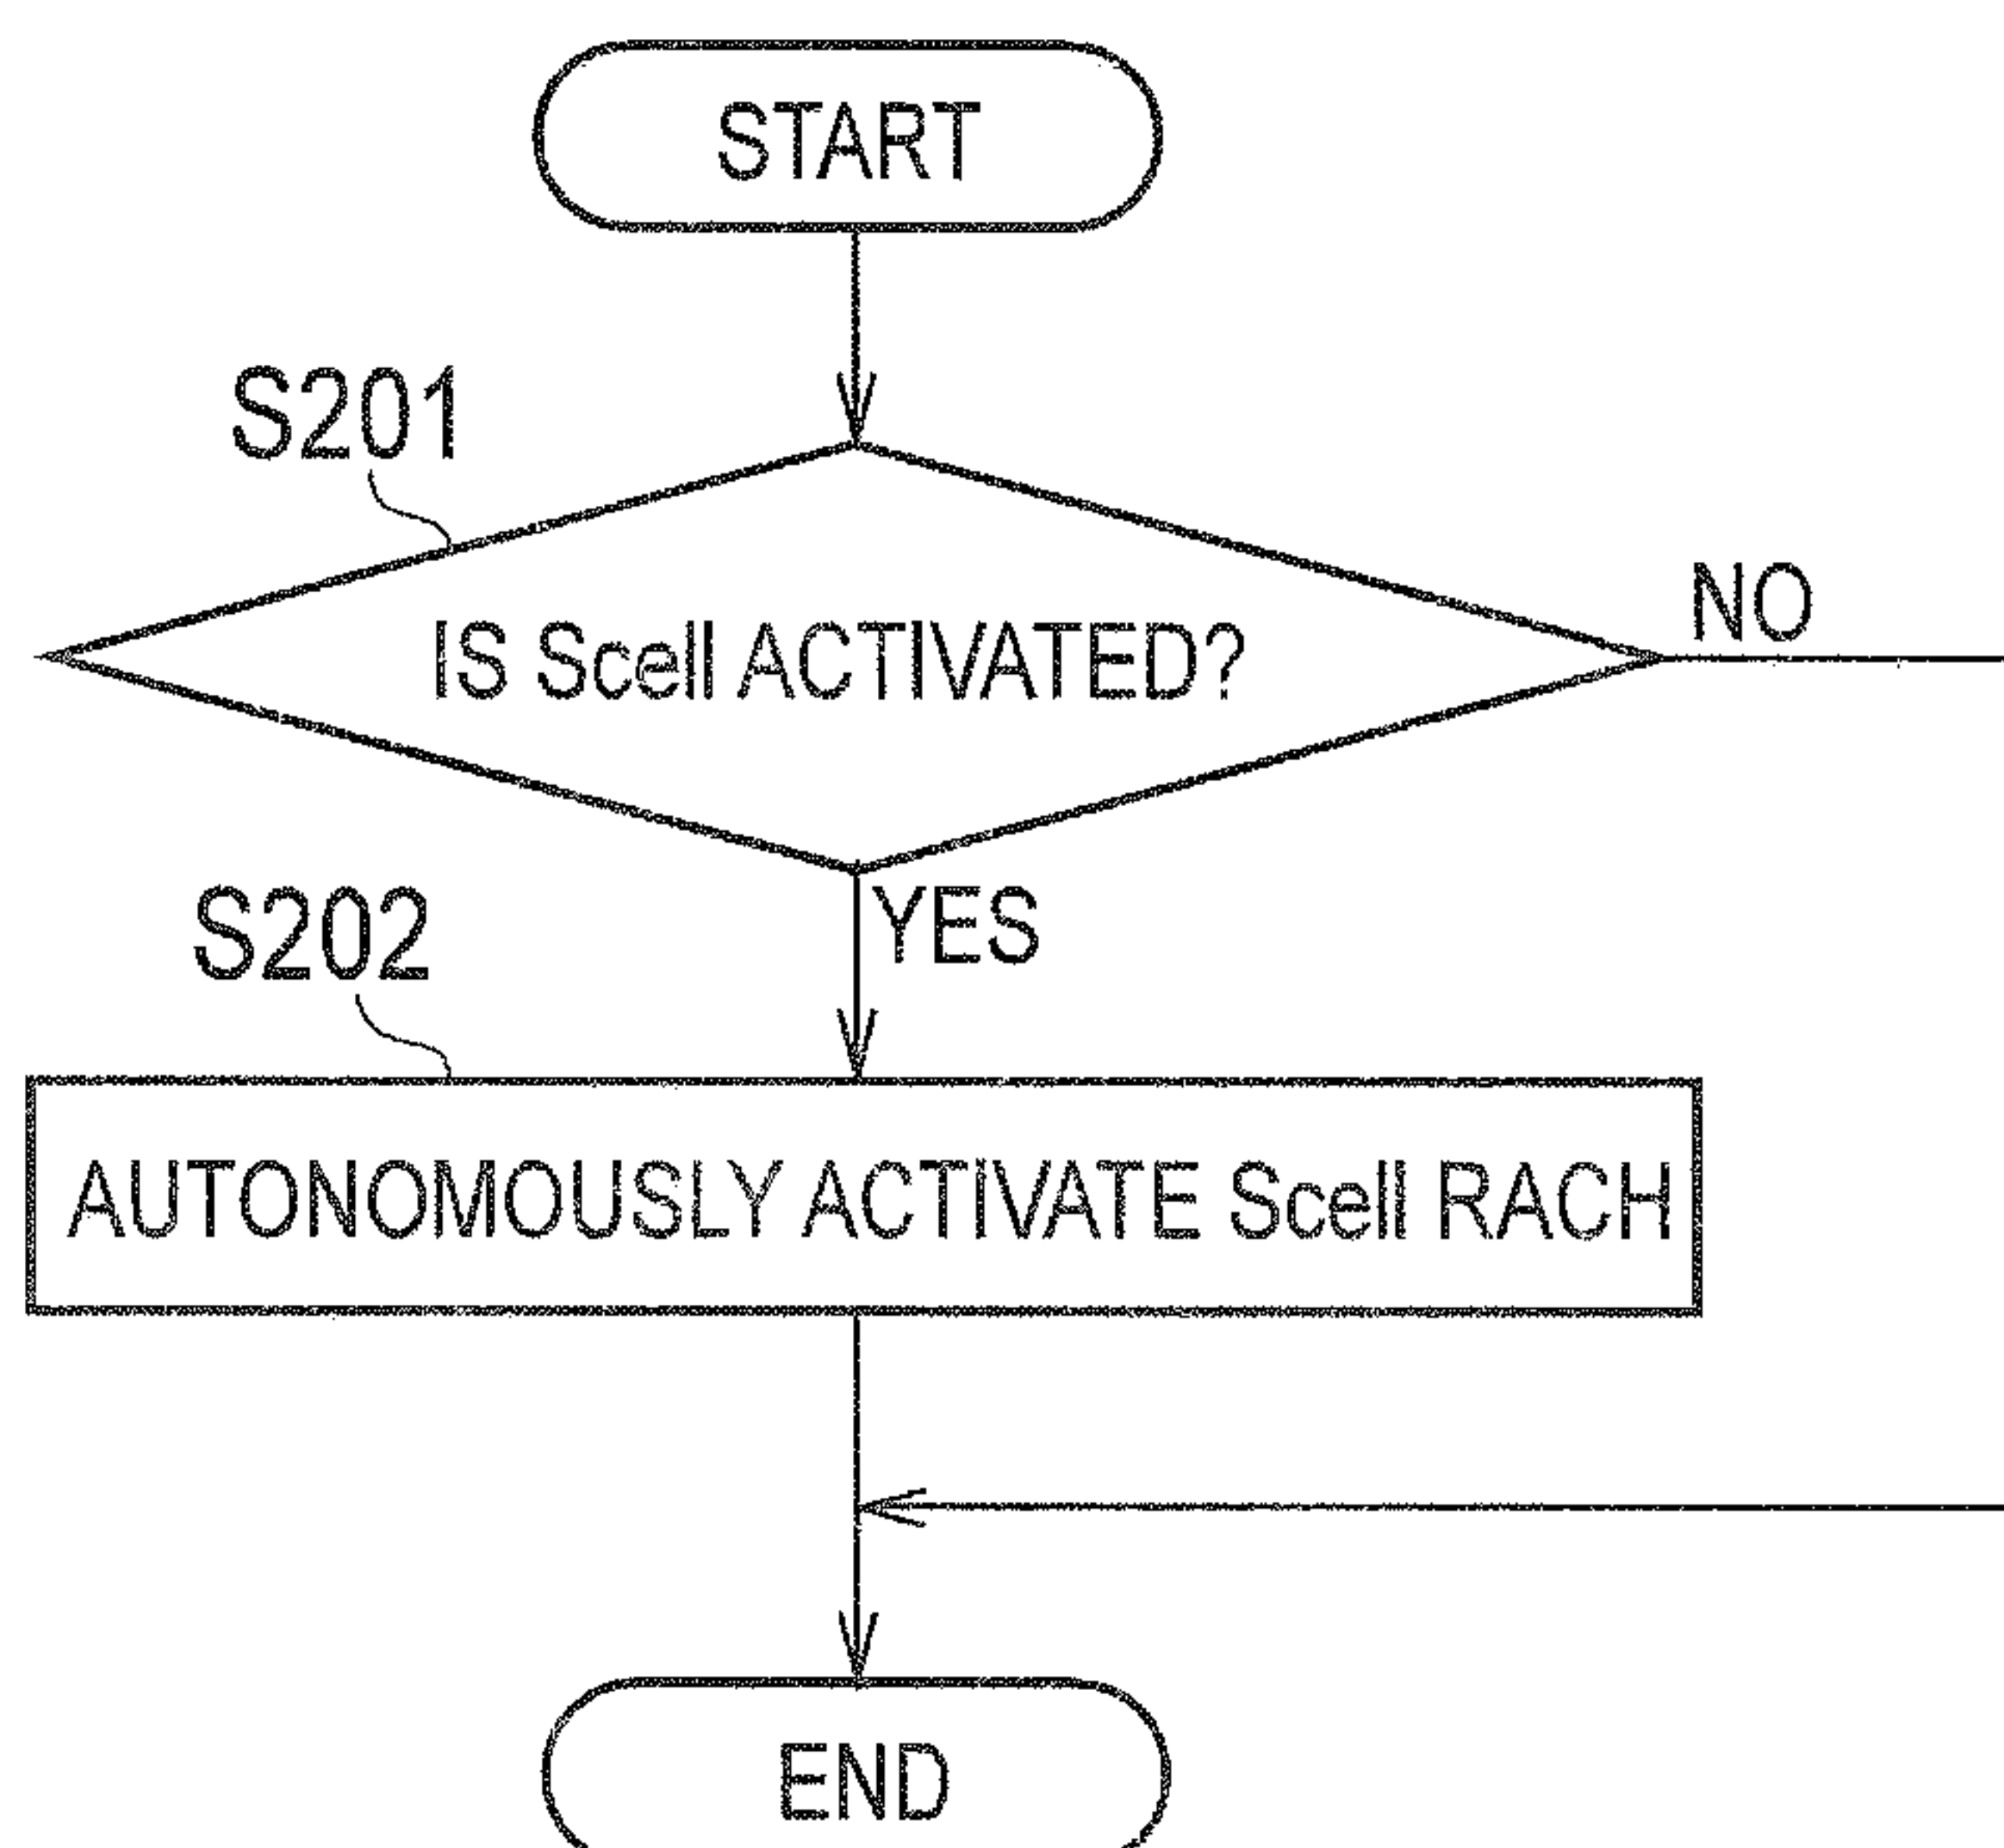 START
S201
IS Scell ACTIVATED?
NO
YES
S202
AUTONOMOUSLY ACTIVATE Scell RACH
END